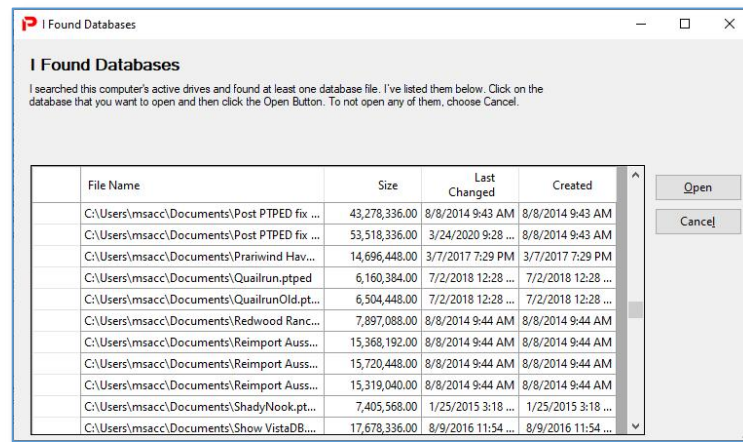 I Found Databases
I Found Databases
I searched this computer's active drives and found at least one database file. I've listed them below. Click on the
database that you want to open and then click the Open Button. To not open any of them, choose Cancel.
File Name Size Last Changed Created
Open
Cancel
C:\Users\msacc\Documents\Post PTPED fix ... 43,278,336.00 8/8/2014 9:43 AM 8/8/2014 9:43 AM
C:\Users\msacc\Documents\Post PTPED fix ... 53,518,336.00 3/24/2020 9:28 ... 8/8/2014 9:43 AM
C:\Users\msacc\Documents\Prariwind Hav... 14,696,448.00 3/7/2017 7:29 PM 3/7/2017 7:29 PM
C:\Users\msacc\Documents\Quailrun.ptped 6,160,384.00 7/2/2018 12:28 ... 7/2/2018 12:28 ...
C:\Users\msacc\Documents\QuailrunOld.pt... 6,504,448.00 7/2/2018 12:28 ... 7/2/2018 12:28 ...
C:\Users\msacc\Documents\Redwood Ranc... 7,897,088.00 8/8/2014 9:44 AM 8/8/2014 9:44 AM
C:\Users\msacc\Documents\Reimport Auss... 15,368,192.00 8/8/2014 9:44 AM 8/8/2014 9:44 AM
C:\Users\msacc\Documents\Reimport Auss... 15,720,448.00 8/8/2014 9:44 AM 8/8/2014 9:44 AM
C:\Users\msacc\Documents\Reimport Auss... 15,319,040.00 8/8/2014 9:44 AM 8/8/2014 9:44 AM
C:\Users\msacc\Documents\ShadyNook.pt... 7,405,568.00 1/25/2015 3:18 ... 1/25/2015 3:18 ...
C:\Users\msacc\Documents\Show VistaDB.... 17,678,336.00 8/9/2016 11:54 ... 8/9/2016 11:54 ...